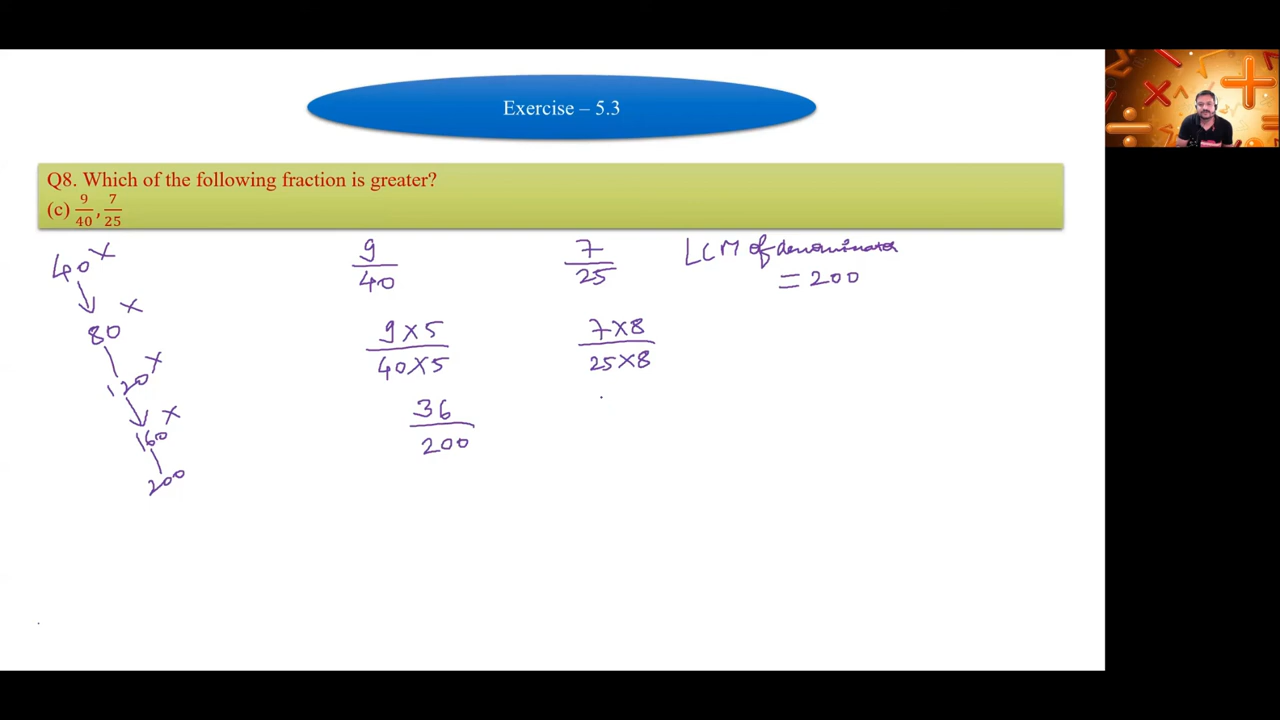 Exercise – 5.3
Q8. Which of the following fraction is greater?
(c) 9/40, 7/25
40 ×
80 ×
120 ×
160 ×
200
9/40
9×5/40×5
36/200
7/25
7×8/25×8
LCM of denominator
= 200